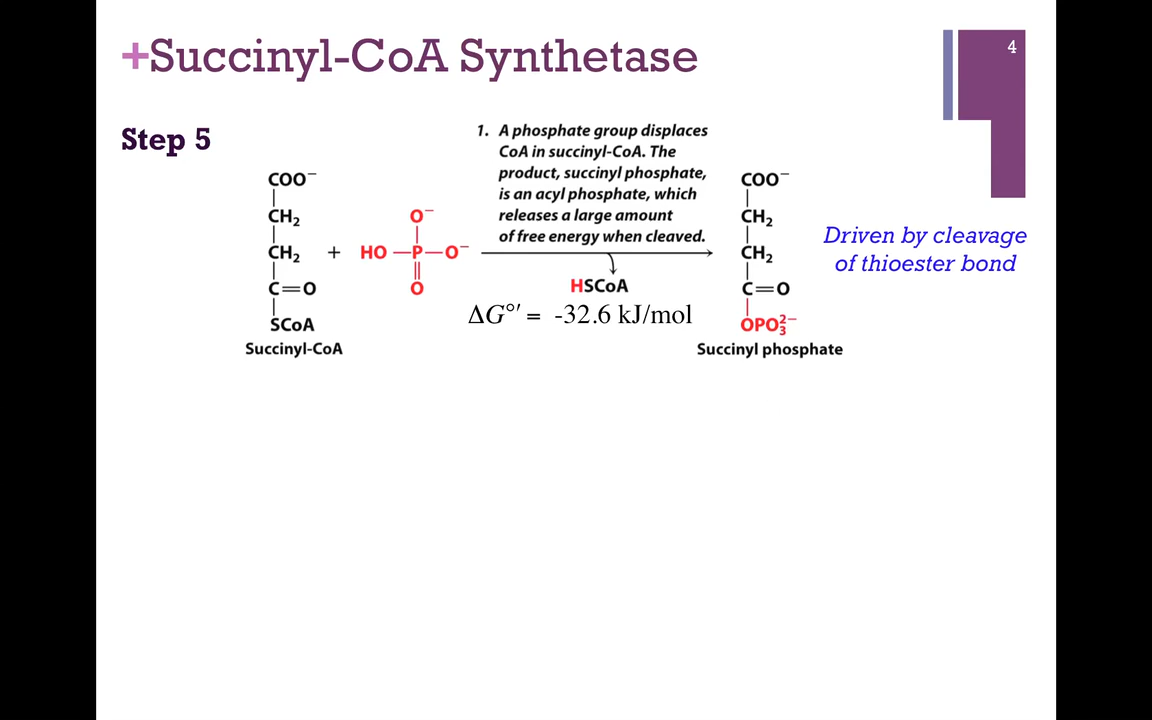 +Succinyl-CoA Synthetase
4
Step 5
1. A phosphate group displaces
CoA in succinyl-CoA. The
product, succinyl phosphate,
is an acyl phosphate, which
releases a large amount
of free energy when cleaved.
COO⁻
CH₂
CH₂
C=O
SCoA
Succinyl-CoA
+
O⁻
HO—P—O⁻
O
HSCoA
ΔG°′ = -32.6 kJ/mol
COO⁻
CH₂
CH₂
C=O
OPO₃²⁻
Succinyl phosphate
Driven by cleavage
of thioester bond